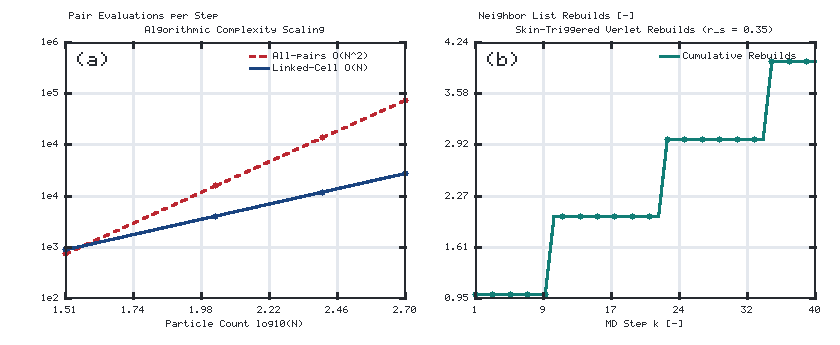 Pair Evaluations per Step
Algorithmic Complexity Scaling
1e6
(a)
All-pairs O(N^2)
Linked-Cell O(N)
1e5
1e4
1e4
1e3
1e2
1.51 1.74 1.98 2.22 2.46 2.70
Particle Count log10(N)
Neighbor List Rebuilds [-]
Skin-Triggered Verlet Rebuilds (r_s = 0.35)
4.24
(b)
Cumulative Rebuilds
3.58
2.92
2.27
1.61
0.95
1 9 17 24 32 40
MD Step k [-]